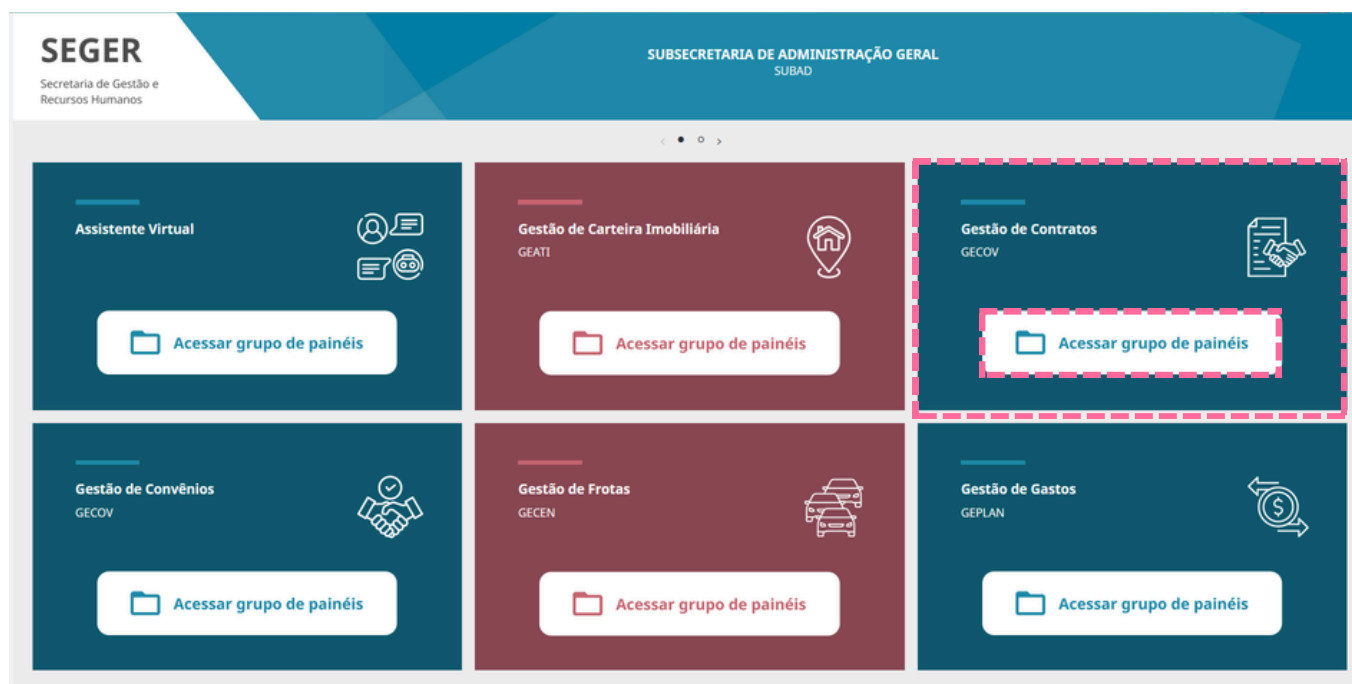 SEGER
Secretaria de Gestão e
Recursos Humanos
SUBSECRETARIA DE ADMINISTRAÇÃO GERAL
SUBAD
Assistente Virtual
Acessar grupo de painéis
Gestão de Carteira Imobiliária
GEATI
Acessar grupo de painéis
Gestão de Contratos
GECOV
Acessar grupo de painéis
Gestão de Convênios
GECOV
Acessar grupo de painéis
Gestão de Frotas
GECEN
Acessar grupo de painéis
Gestão de Gastos
GEPLAN
$
Acessar grupo de painéis